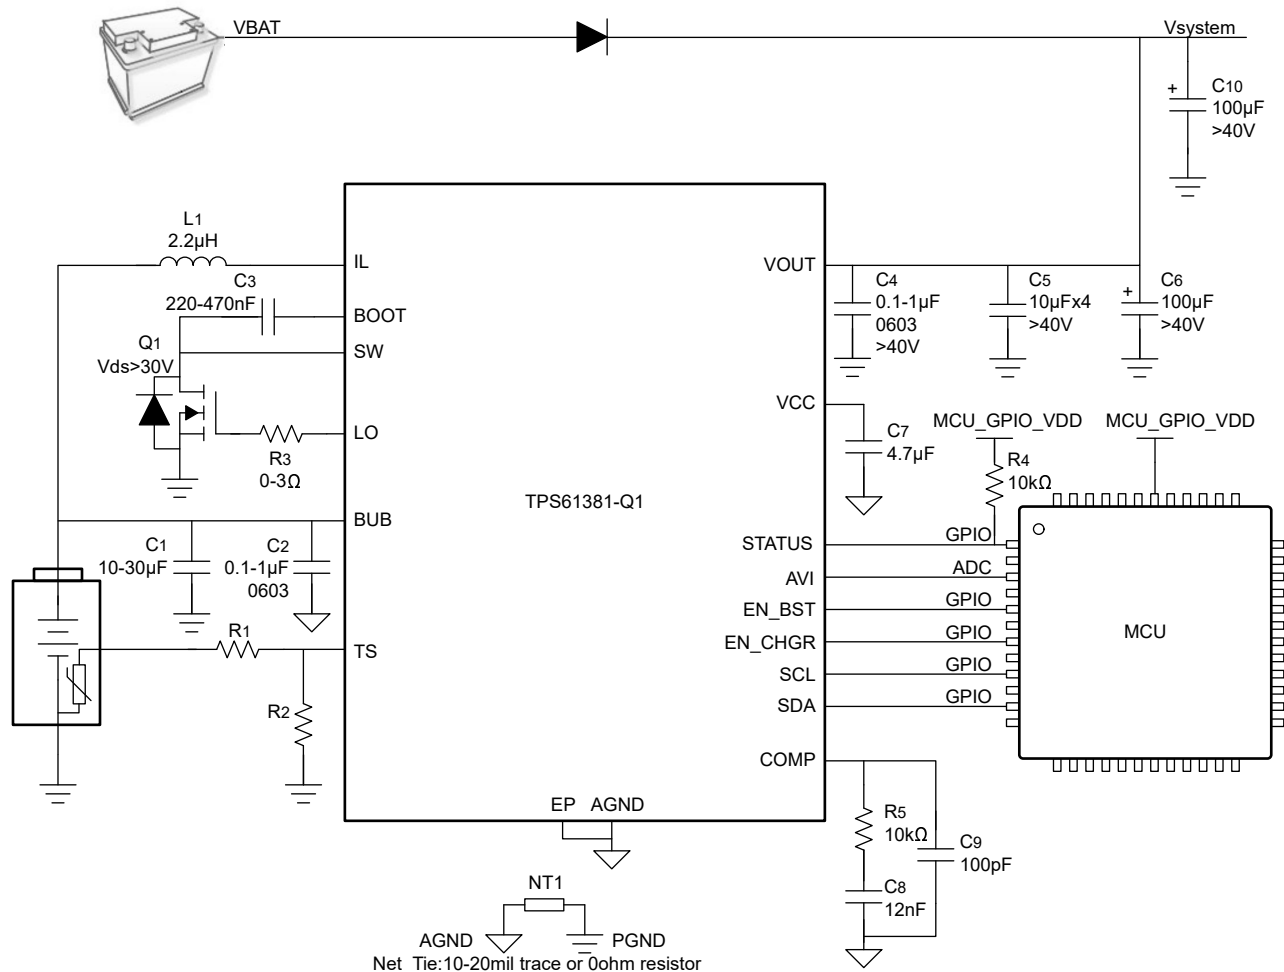 VBAT
Vsystem
+
C10
100µF
>40V
L1
2.2µH
IL
C3
220-470nF
BOOT
SW
Q1
Vds>30V
LO
R3
0-3Ω
BUB
C1
10-30µF
C2
0.1-1µF
0603
R1
TS
R2
TPS61381-Q1
EP AGND
VOUT
C4
0.1-1µF
0603
>40V
C5
10µFx4
>40V
+
C6
100µF
>40V
VCC
C7
4.7µF
MCU_GPIO_VDD
MCU_GPIO_VDD
R4
10kΩ
STATUS GPIO
AVI ADC
EN_BST GPIO
EN_CHGR GPIO
SCL GPIO
SDA GPIO
MCU
COMP
R5
10kΩ
C9
100pF
C8
12nF
NT1
AGND PGND
Net_Tie:10-20mil trace or 0ohm resistor